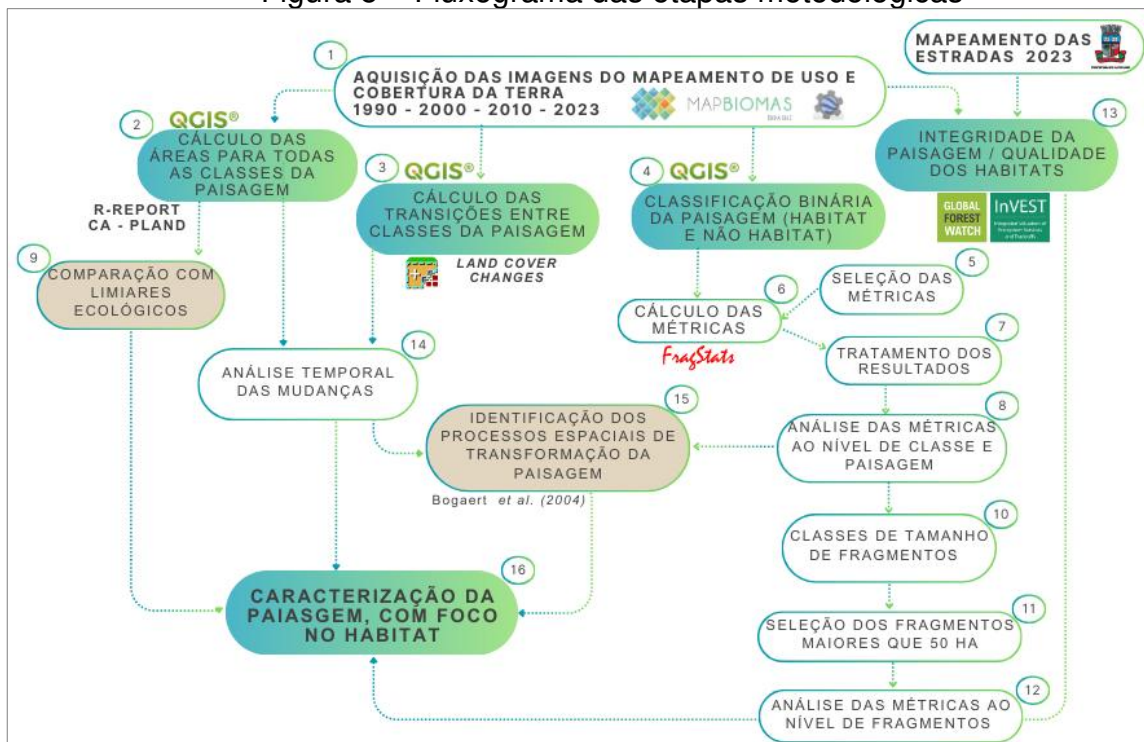 Figura 3 – Fluxograma das etapas metodológicas
MAPEAMENTO DAS
ESTRADAS 2023
1
AQUISIÇÃO DAS IMAGENS DO MAPEAMENTO DE USO E
COBERTURA DA TERRA
1990 - 2000 - 2010 - 2023
MAPBIOMAS
2
QGIS®
CÁLCULO DAS
ÁREAS PARA TODAS
AS CLASSES DA
PAISAGEM
R-REPORT
CA - PLAND
3
QGIS®
CÁLCULO DAS
TRANSIÇÕES ENTRE
CLASSES DA PAISAGEM
LAND COVER
CHANGES
4
QGIS®
CLASSIFICAÇÃO BINÁRIA
DA PAISAGEM (HABITAT
E NÃO HABITAT)
13
INTEGRIDADE DA
PAISAGEM / QUALIDADE
DOS HABITATS
GLOBAL
FOREST
WATCH
InVEST
5
SELEÇÃO DAS
MÉTRICAS
6
CÁLCULO DAS
MÉTRICAS
FragStats
7
TRATAMENTO DOS
RESULTADOS
8
ANÁLISE DAS MÉTRICAS
AO NÍVEL DE CLASSE E
PAISAGEM
9
COMPARAÇÃO COM
LIMIARES
ECOLÓGICOS
14
ANÁLISE TEMPORAL
DAS MUDANÇAS
15
IDENTIFICAÇÃO DOS
PROCESSOS ESPACIAIS DE
TRANSFORMAÇÃO DA
PAISAGEM
Bogaert et al. (2004)
10
CLASSES DE TAMANHO
DE FRAGMENTOS
11
SELEÇÃO DOS FRAGMENTOS
MAIORES QUE 50 HA
12
ANÁLISE DAS MÉTRICAS AO
NÍVEL DE FRAGMENTOS
16
CARACTERIZAÇÃO DA
PAIASGEM, COM FOCO
NO HABITAT